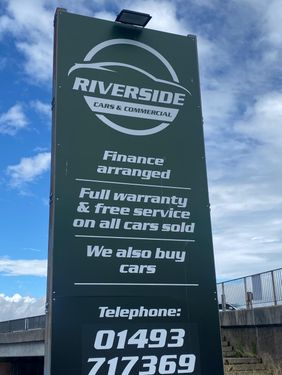 RIVERSIDE
CARS & COMMERCIAL
Finance
arranged
Full warranty
& free service
on all cars sold
We also buy
cars
Telephone:
01493
717369